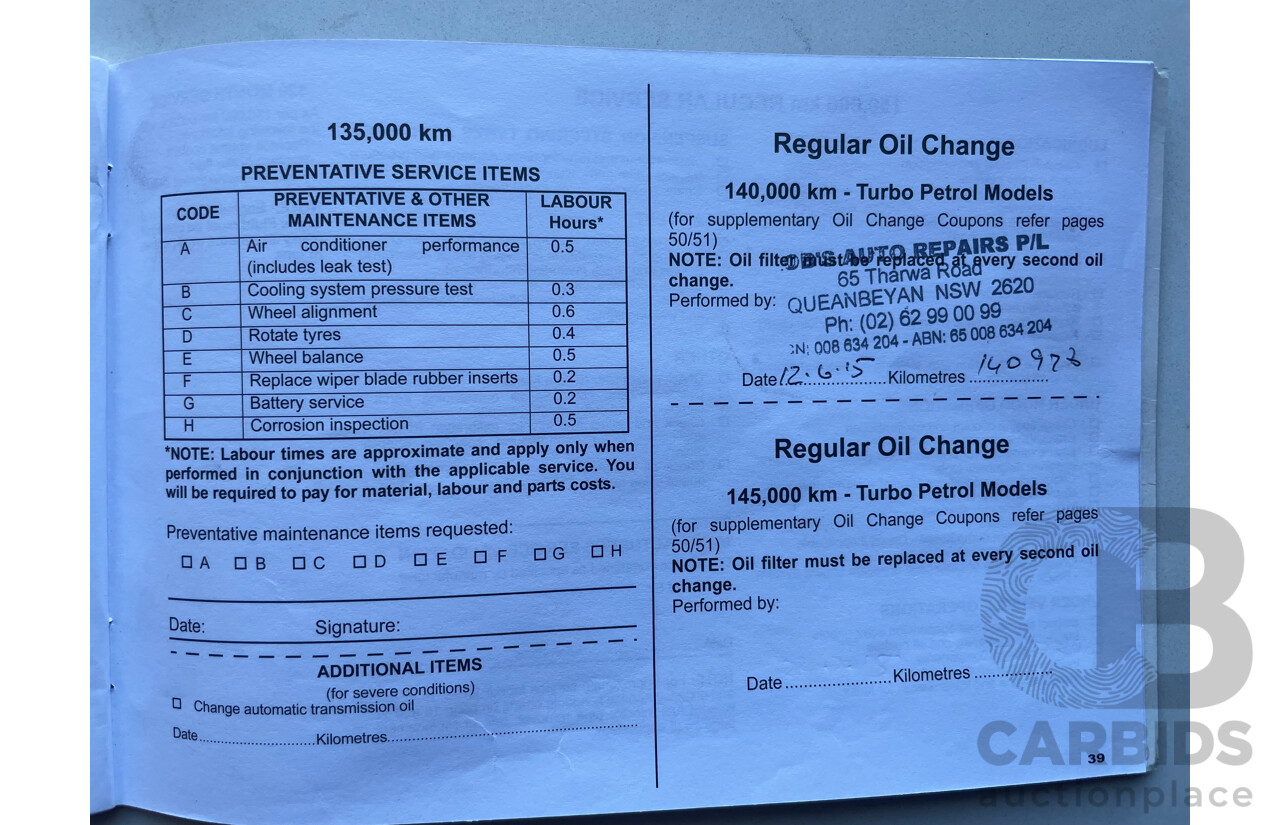 135,000 km
PREVENTATIVE SERVICE ITEMS
CODE PREVENTATIVE & OTHER MAINTENANCE ITEMS LABOUR Hours*
A Air conditioner performance (includes leak test) 0.5
B Cooling system pressure test 0.3
C Wheel alignment 0.6
D Rotate tyres 0.4
E Wheel balance 0.5
F Replace wiper blade rubber inserts 0.2
G Battery service 0.2
H Corrosion inspection 0.5
*NOTE: Labour times are approximate and apply only when
performed in conjunction with the applicable service. You
will be required to pay for material, labour and parts costs.
Preventative maintenance items requested:
A B C D E F G H
Date: Signature:
ADDITIONAL ITEMS
(for severe conditions)
Change automatic transmission oil
Date Kilometres
Regular Oil Change
140,000 km - Turbo Petrol Models
(for supplementary Oil Change Coupons refer pages
50/51)
NOTE: Oil filter must be replaced at every second oil
change.
Performed by:
AUTO REPAIRS P/L
65 Tharwa Road
QUEANBEYAN NSW 2620
Ph: (02) 62 99 00 99
008 634 204 - ABN: 65 008 634 204
Date 12.6.15 Kilometres 140978
Regular Oil Change
145,000 km - Turbo Petrol Models
(for supplementary Oil Change Coupons refer pages
50/51)
NOTE: Oil filter must be replaced at every second oil
change.
Performed by:
Date Kilometres
39
CB
CARBIDS
auctionplace